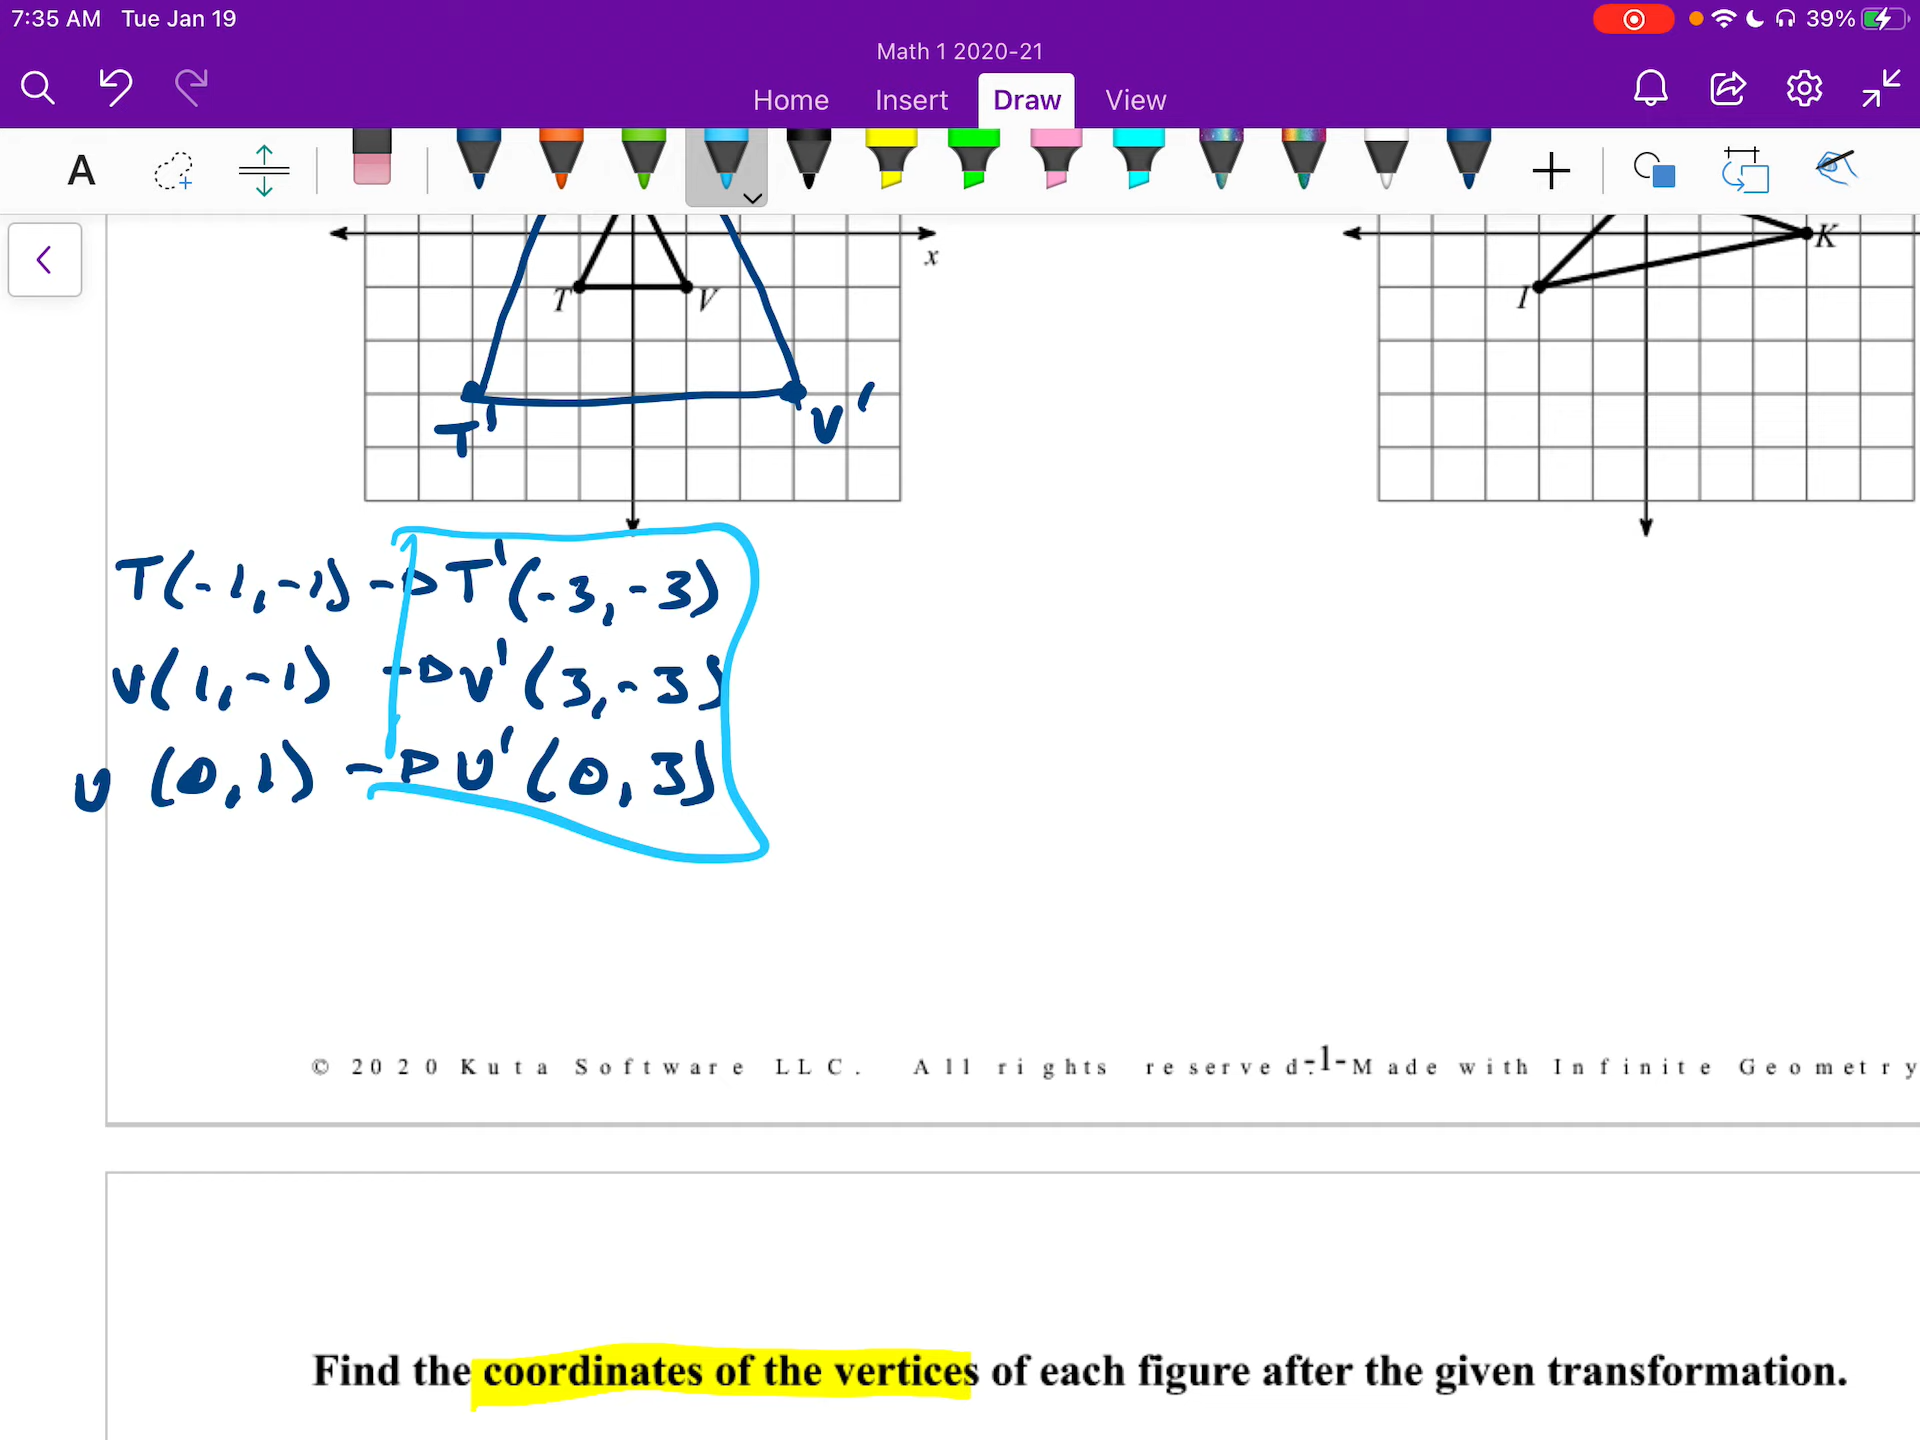 7:35 AM Tue Jan 19
39%
Math 1 2020-21
Home Insert Draw View
A
x
T V
T' V'
K
I
T(-1,-1) → T'(-3,-3)
V(1,-1) → V'(3,-3)
U (0,1) → U'(0,3)
© 2020 Kuta Software LLC. All rights reserved. -1- Made with Infinite Geometry
Find the coordinates of the vertices of each figure after the given transformation.